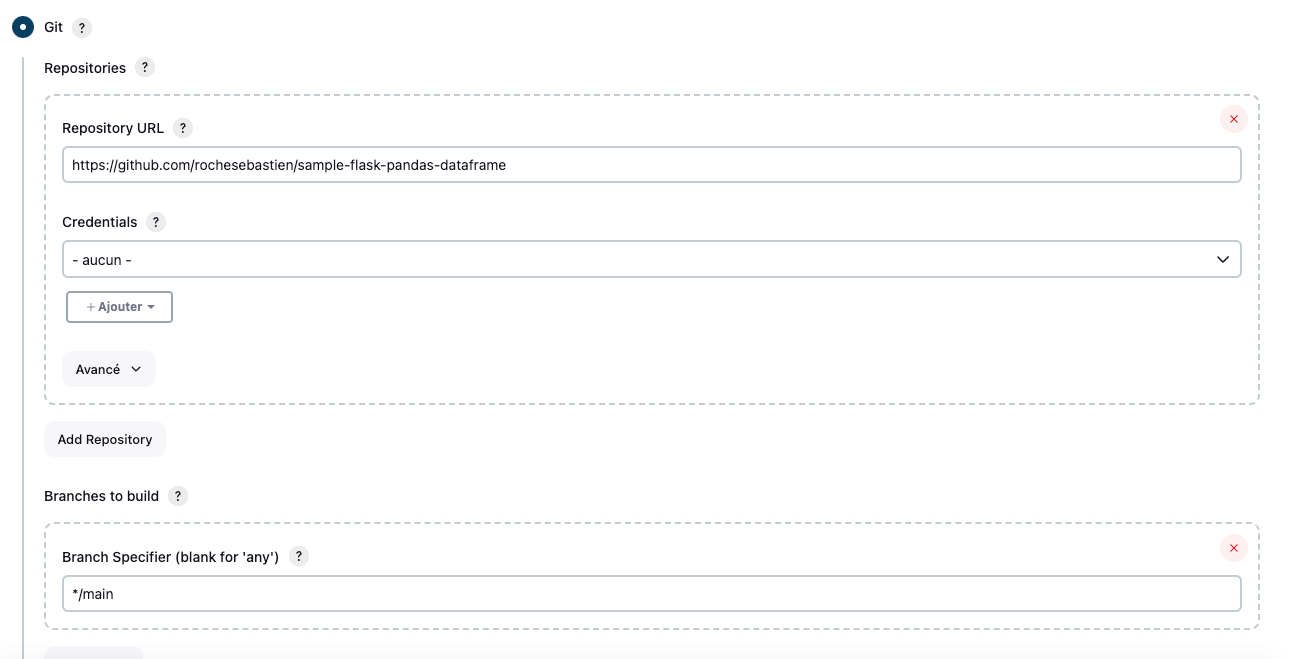 Git ?
Repositories ?
Repository URL ?
https://github.com/rochesebastien/sample-flask-pandas-dataframe
Credentials ?
- aucun -
+ Ajouter
Avancé
Add Repository
Branches to build ?
Branch Specifier (blank for 'any') ?
*/main